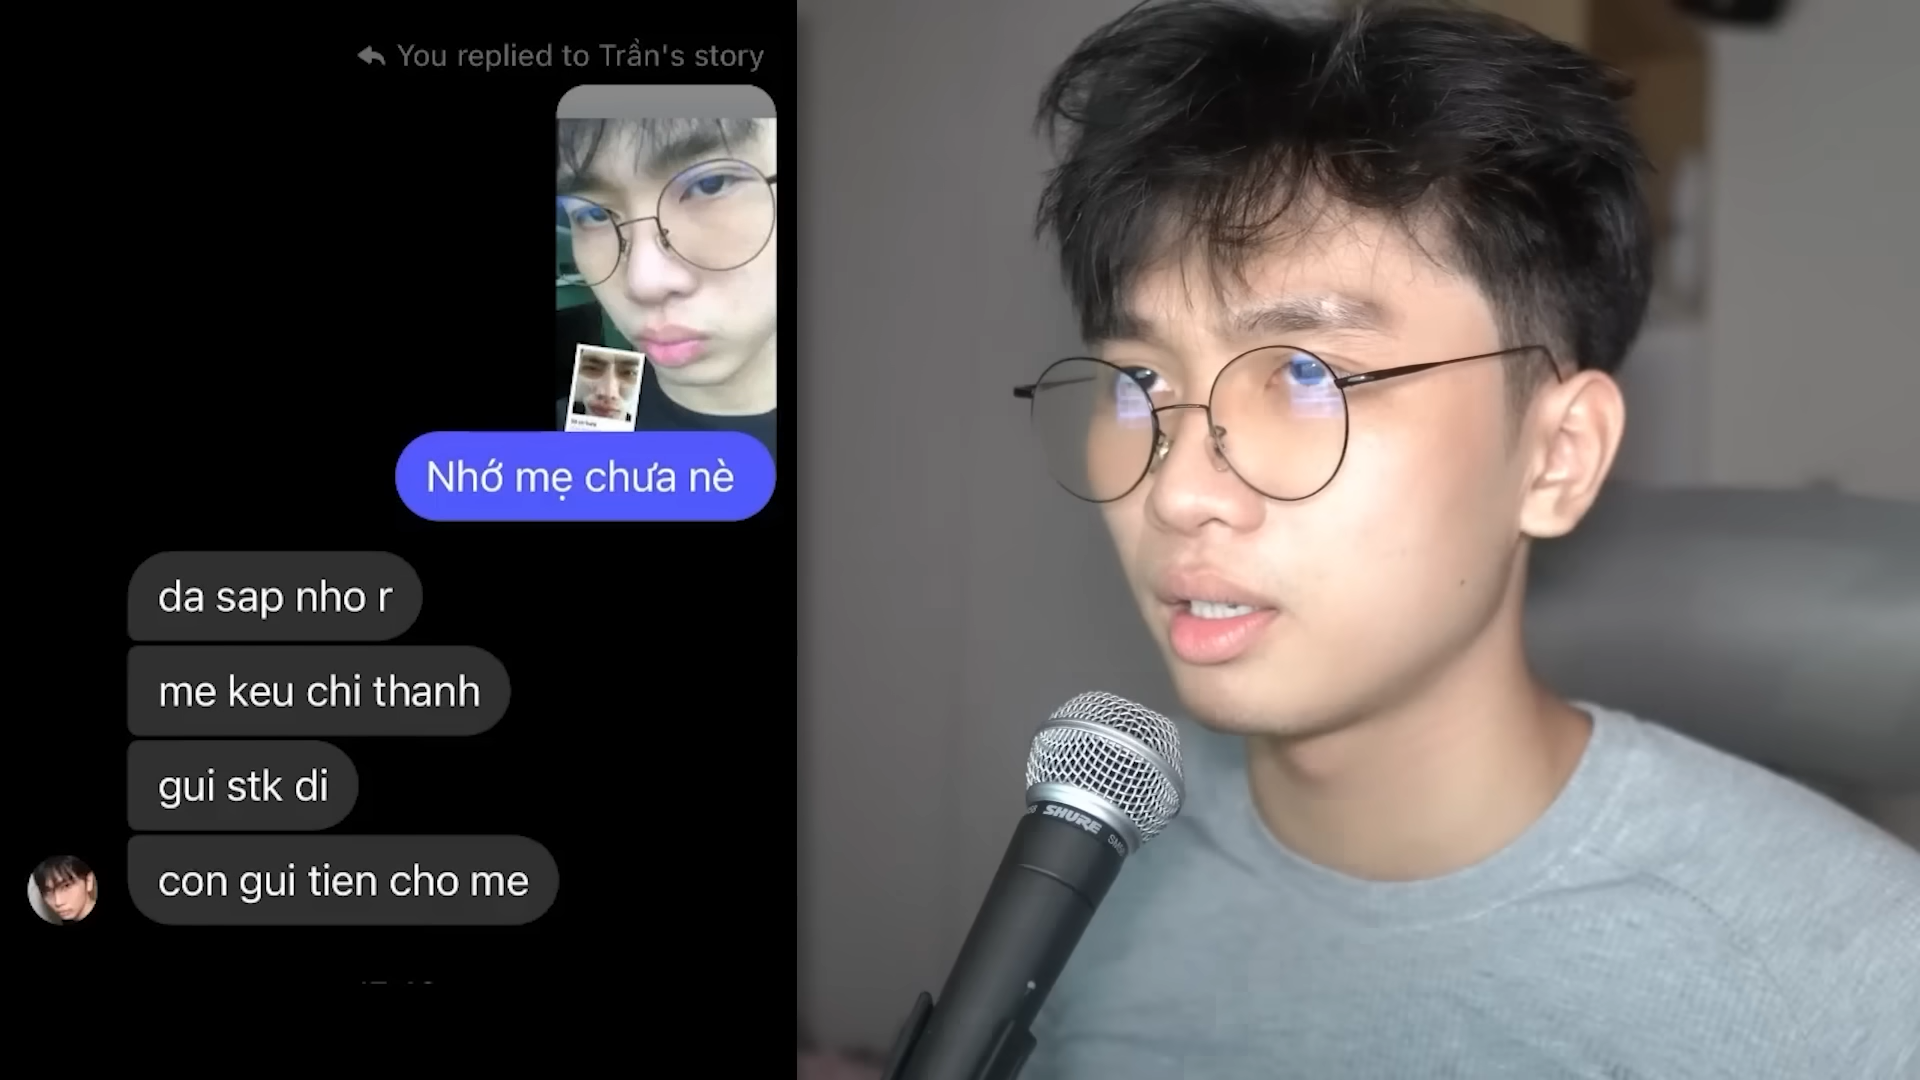 You replied to Trần's story
Nhớ mẹ chưa nè
da sap nho r
me keu chi thanh
gui stk di
con gui tien cho me
SHURE